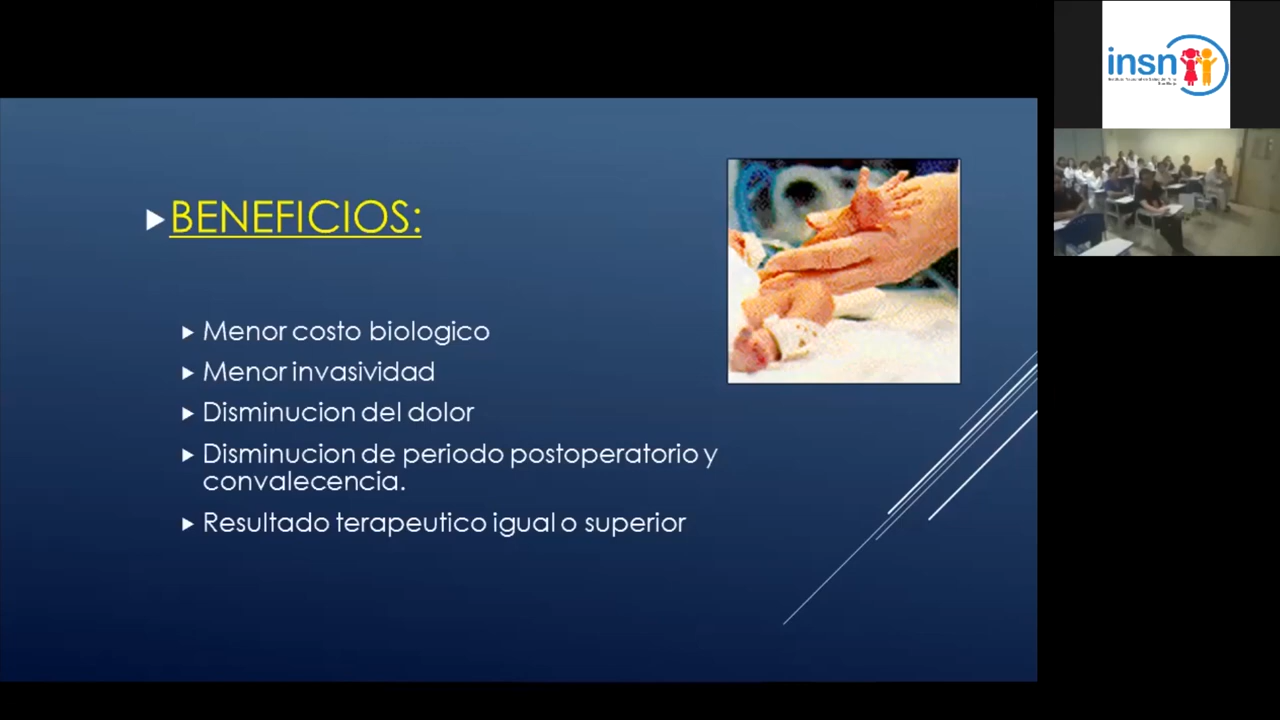 BENEFICIOS:
Menor costo biologico
Menor invasividad
Disminucion del dolor
Disminucion de periodo postoperatorio y
convalecencia.
Resultado terapeutico igual o superior
insn